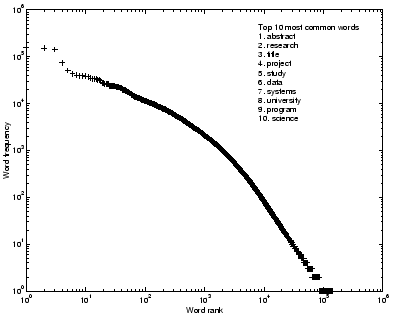 10^6
10^5
10^4
10^3
10^2
10^1
10^0
Word frequency
Top 10 most common words
1. abstract
2. research
3. title
4. project
5. study
6. data
7. systems
8. university
9. program
10. science
10^0 10^1 10^2 10^3 10^4 10^5 10^6
Word rank